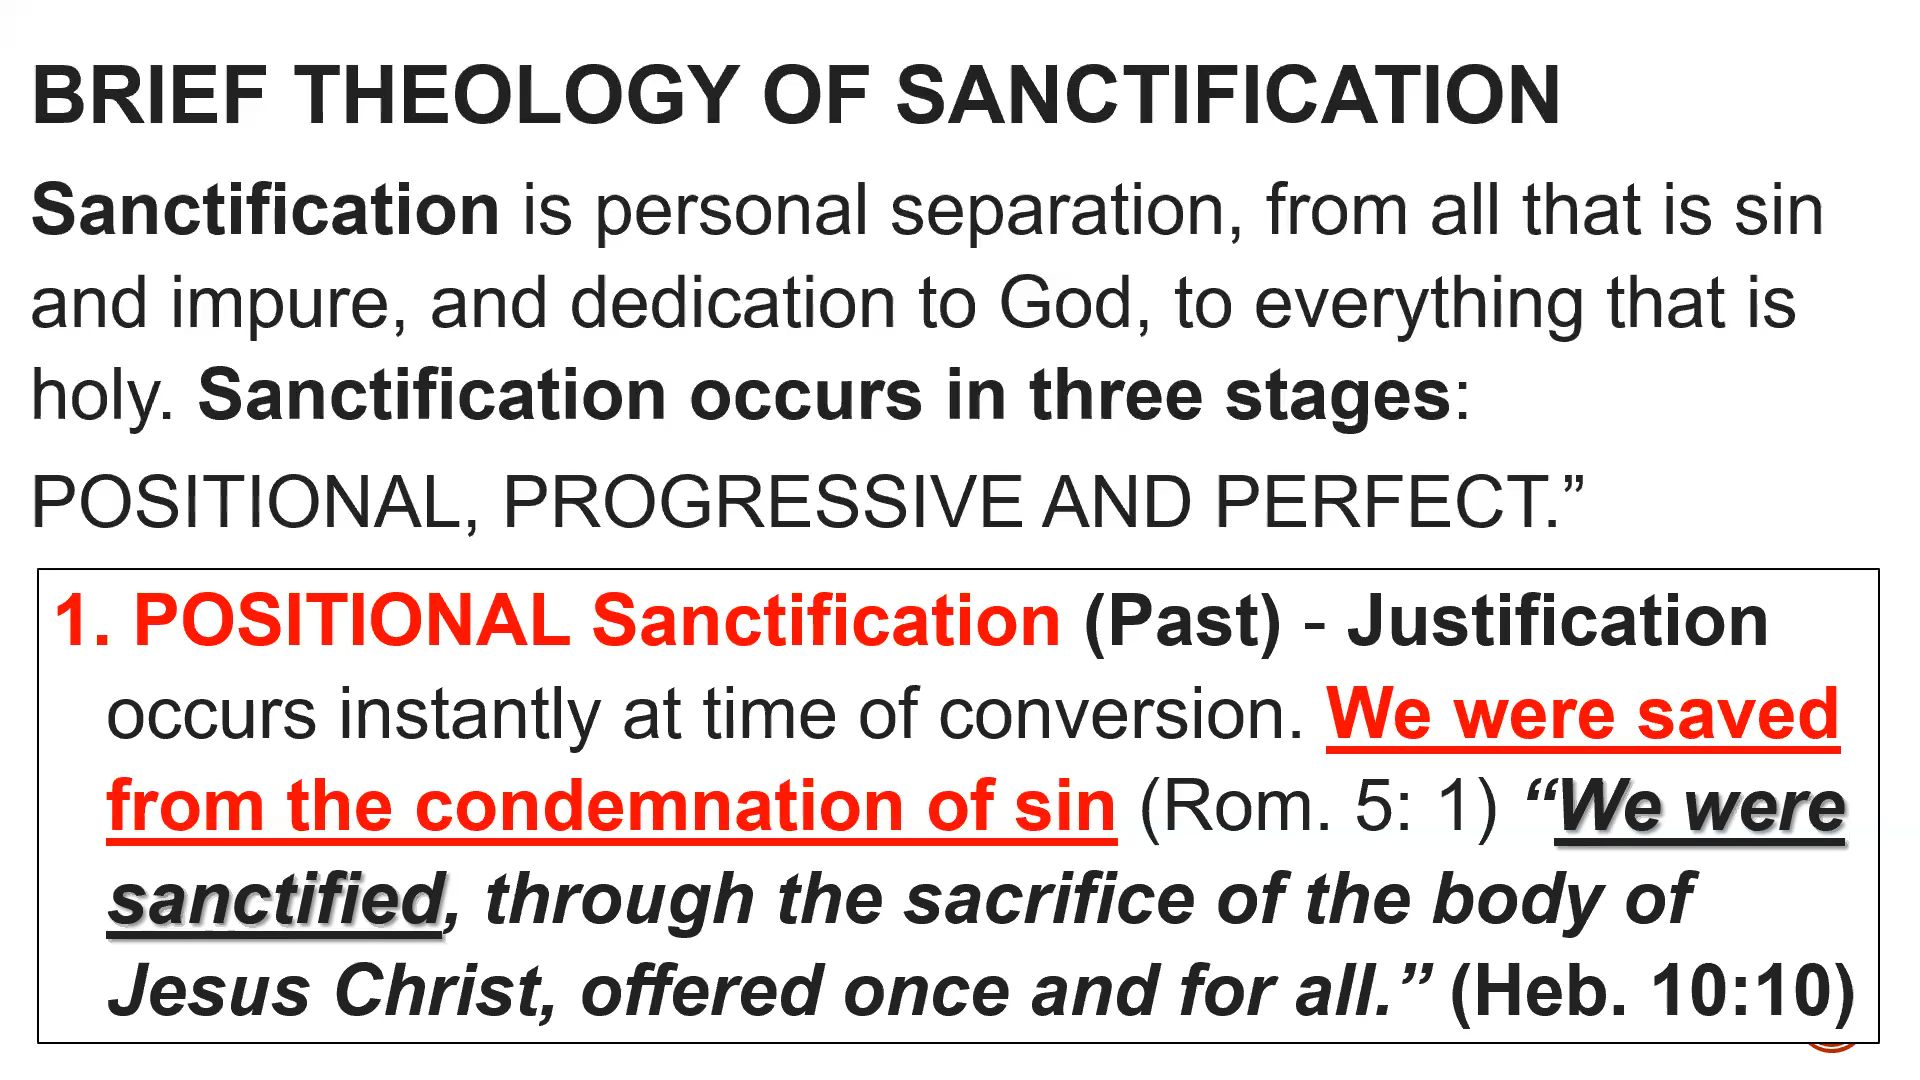 BRIEF THEOLOGY OF SANCTIFICATION
Sanctification is personal separation, from all that is sin
and impure, and dedication to God, to everything that is
holy. Sanctification occurs in three stages:
POSITIONAL, PROGRESSIVE AND PERFECT.”
1. POSITIONAL Sanctification (Past) - Justification
occurs instantly at time of conversion. We were saved
from the condemnation of sin (Rom. 5: 1) “We were
sanctified, through the sacrifice of the body of
Jesus Christ, offered once and for all.” (Heb. 10:10)